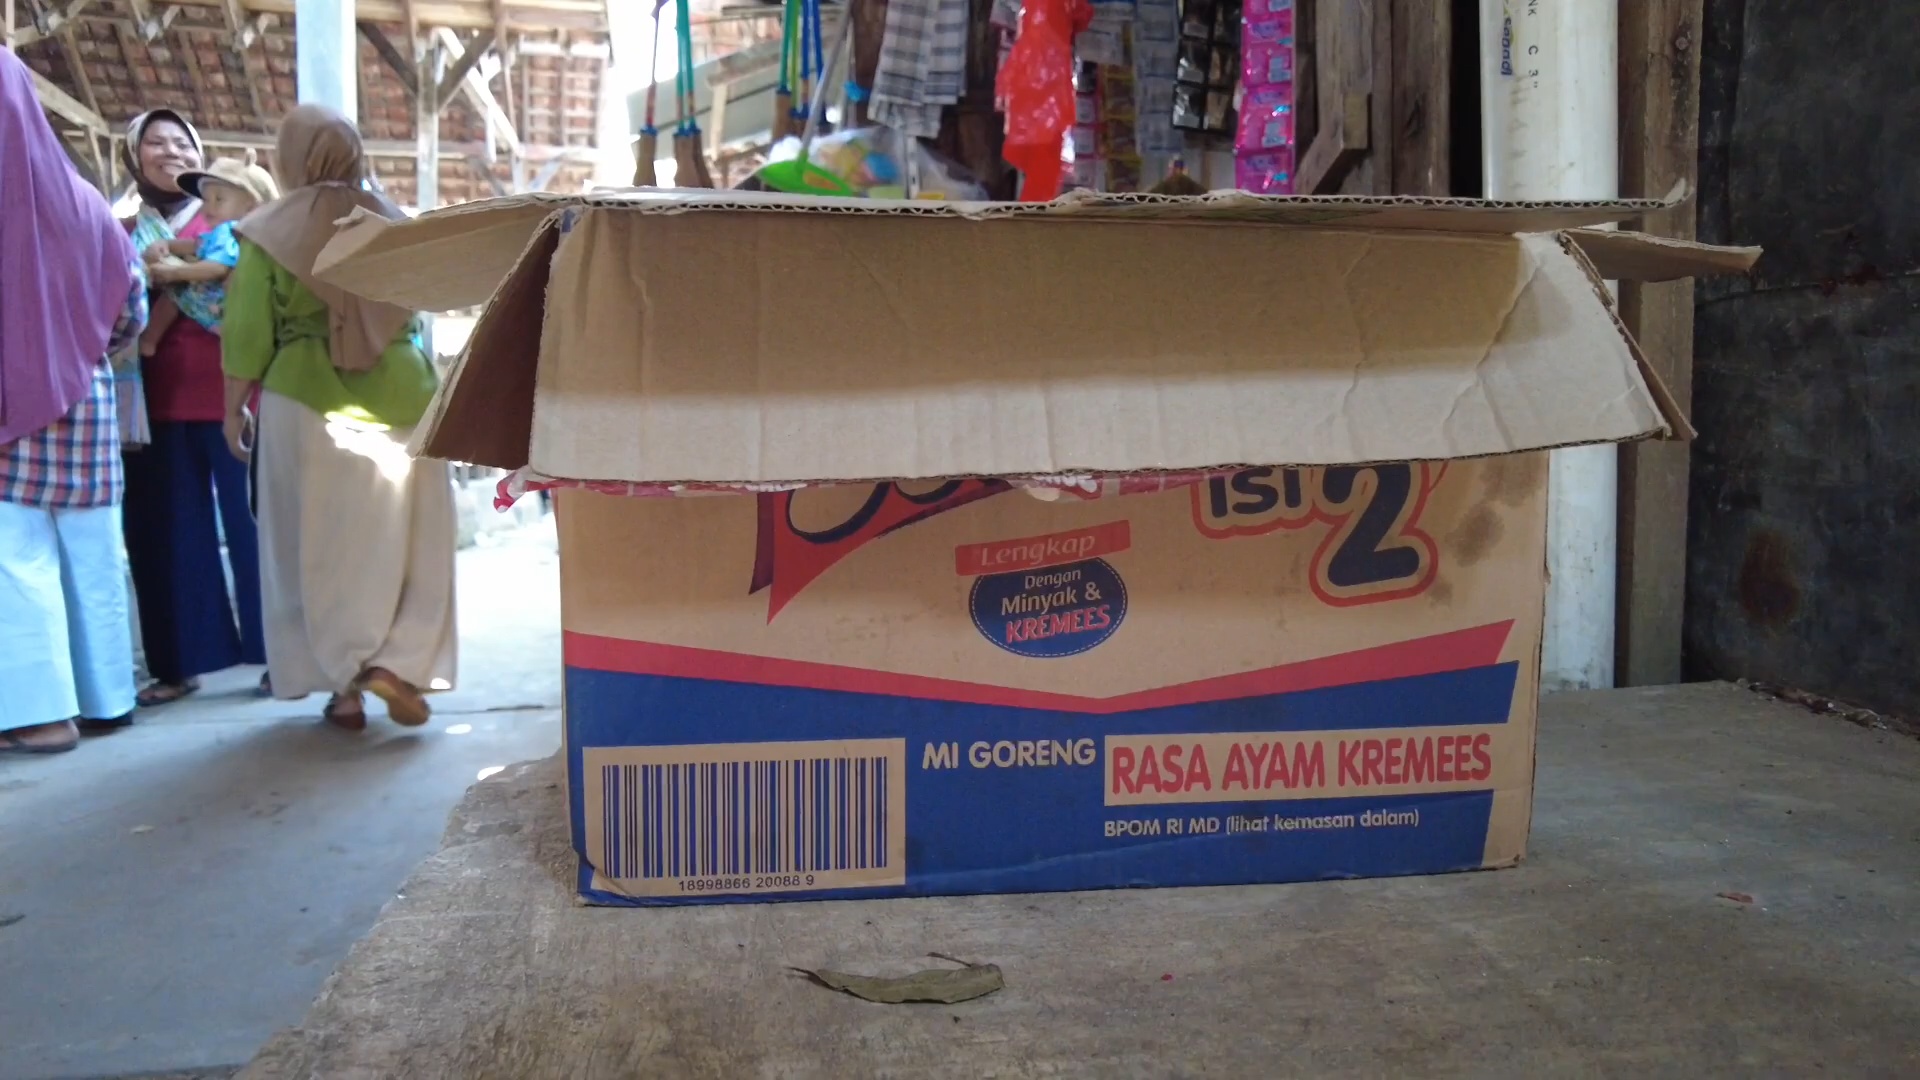 ISI 2
Lengkap
Dengan
Minyak &
KREMEES
MI GORENG RASA AYAM KREMEES
BPOM RI MD (lihat kemasan dalam)
18998866 20088 9
C 3"